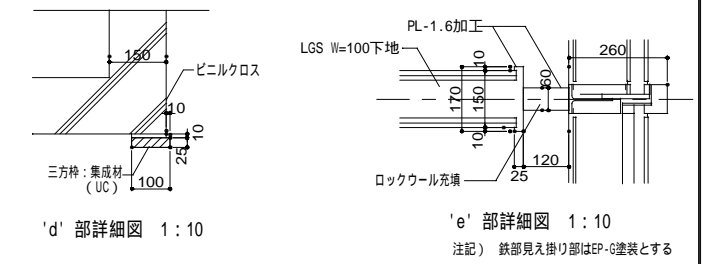 150
ビニルクロス
10
10
25
三方枠：集成材
（UC）
100
'd' 部詳細図　1：10
PL-1.6加工
LGS W=100下地
10
170
150
60
10
260
120
25
ロックウール充填
'e' 部詳細図　1：10
注記）　鉄部見え掛り部はEP-G塗装とする